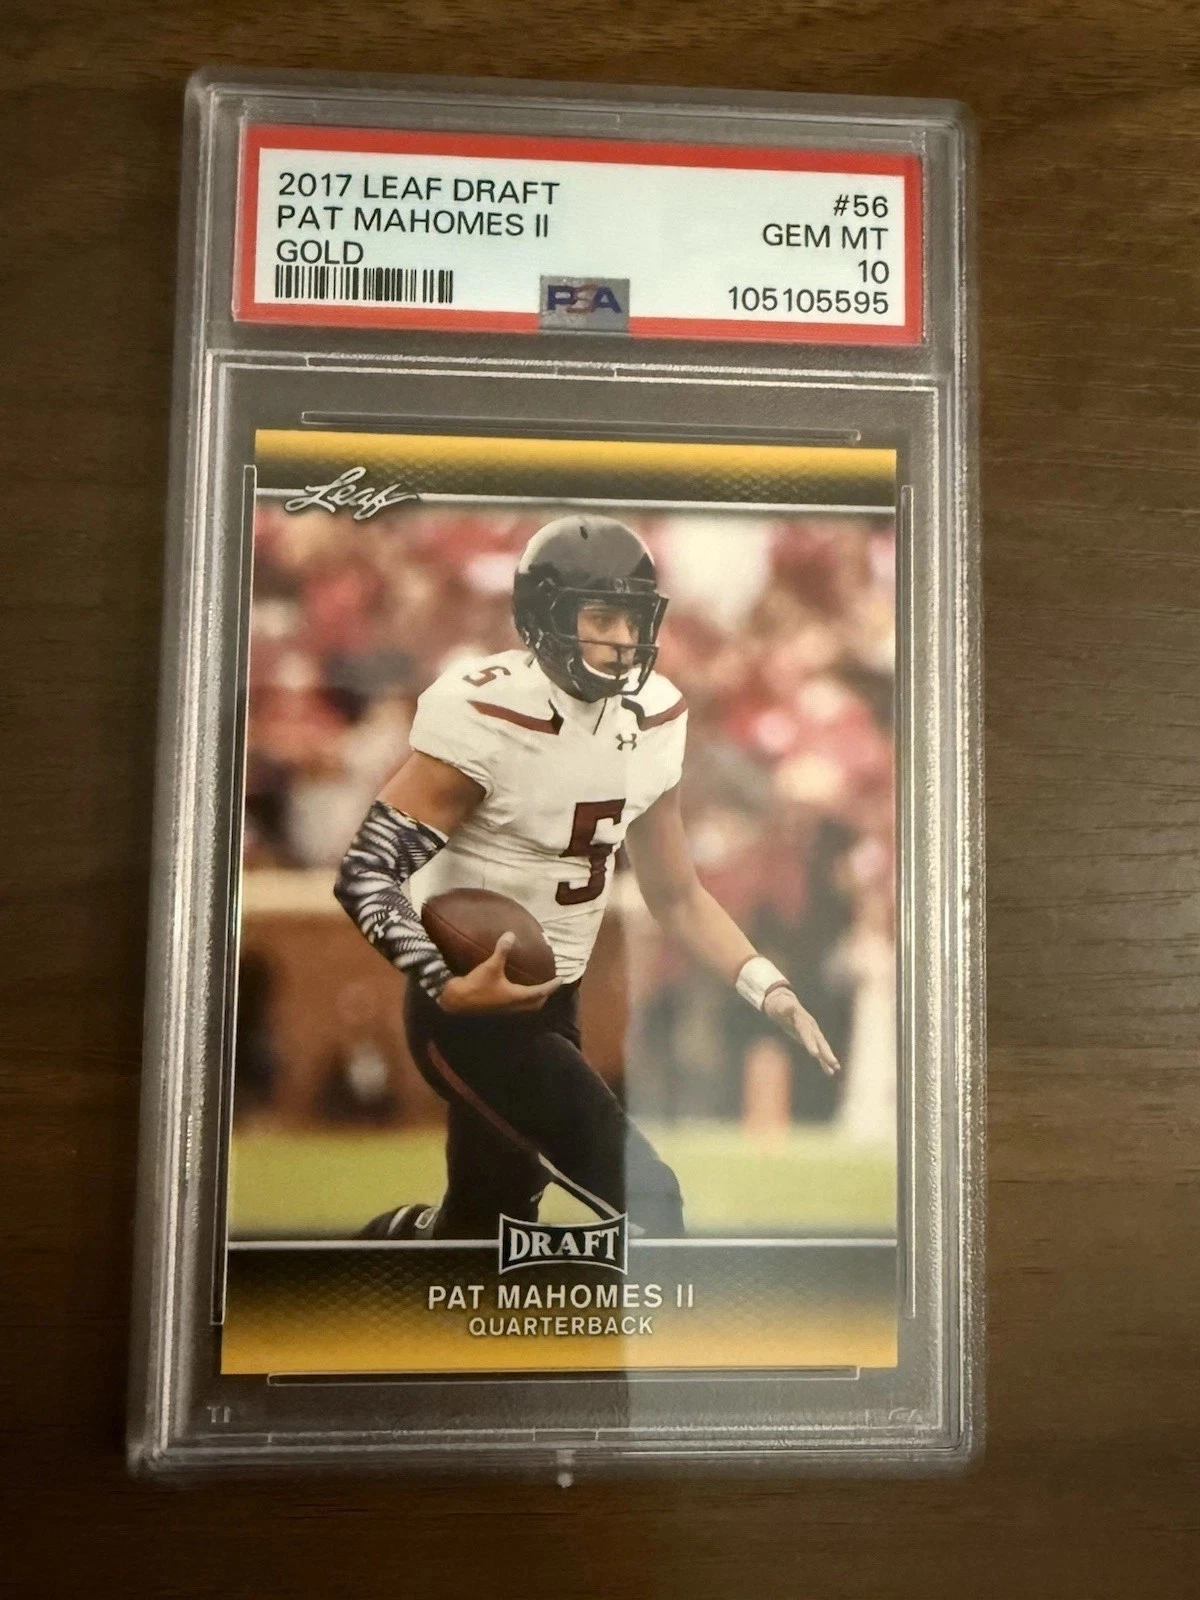 2017 LEAF DRAFT #56
PAT MAHOMES II GEM MT
GOLD 10
PSA 105105595
Leaf
5
5
DRAFT
PAT MAHOMES II
QUARTERBACK